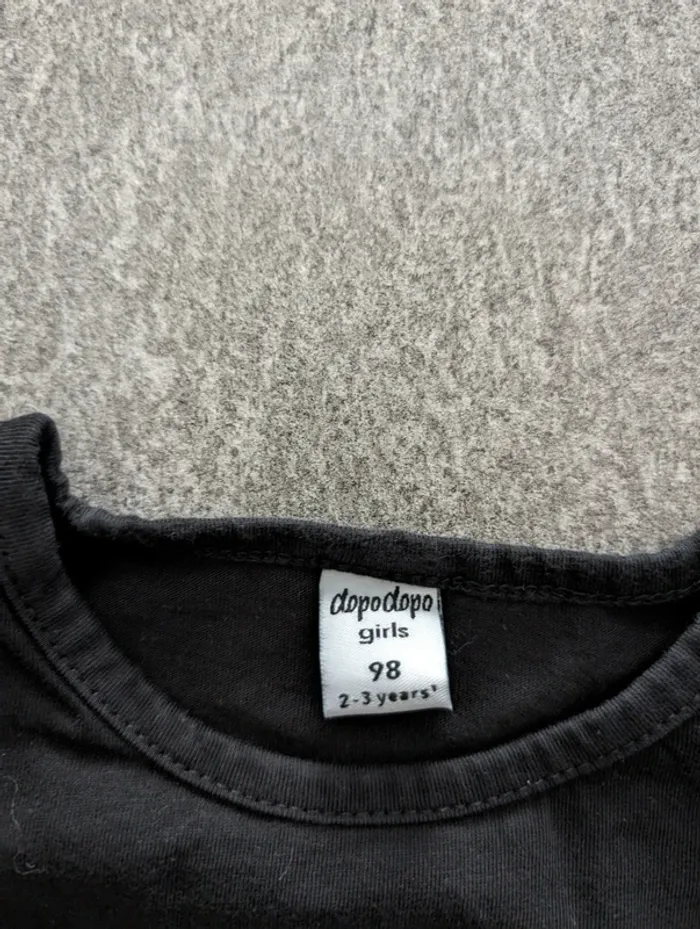 dopodopo
girls
98
2-3 years'